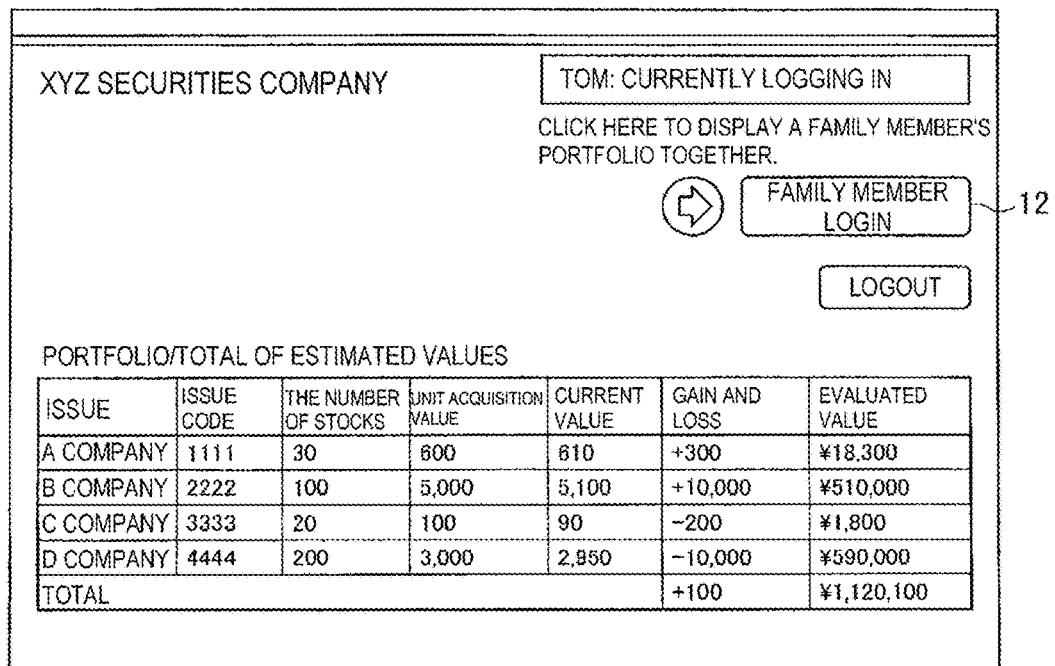 XYZ SECURITIES COMPANY
TOM: CURRENTLY LOGGING IN
CLICK HERE TO DISPLAY A FAMILY MEMBER'S
PORTFOLIO TOGETHER.
FAMILY MEMBER
LOGIN
12
LOGOUT
PORTFOLIO/TOTAL OF ESTIMATED VALUES
ISSUE ISSUE CODE THE NUMBER OF STOCKS UNIT ACQUISITION VALUE CURRENT VALUE GAIN AND LOSS EVALUATED VALUE
A COMPANY 1111 30 600 610 +300 ¥18,300
B COMPANY 2222 100 5,000 5,100 +10,000 ¥510,000
C COMPANY 3333 20 100 90 −200 ¥1,800
D COMPANY 4444 200 3,000 2,950 −10,000 ¥590,000
TOTAL +100 ¥1,120,100